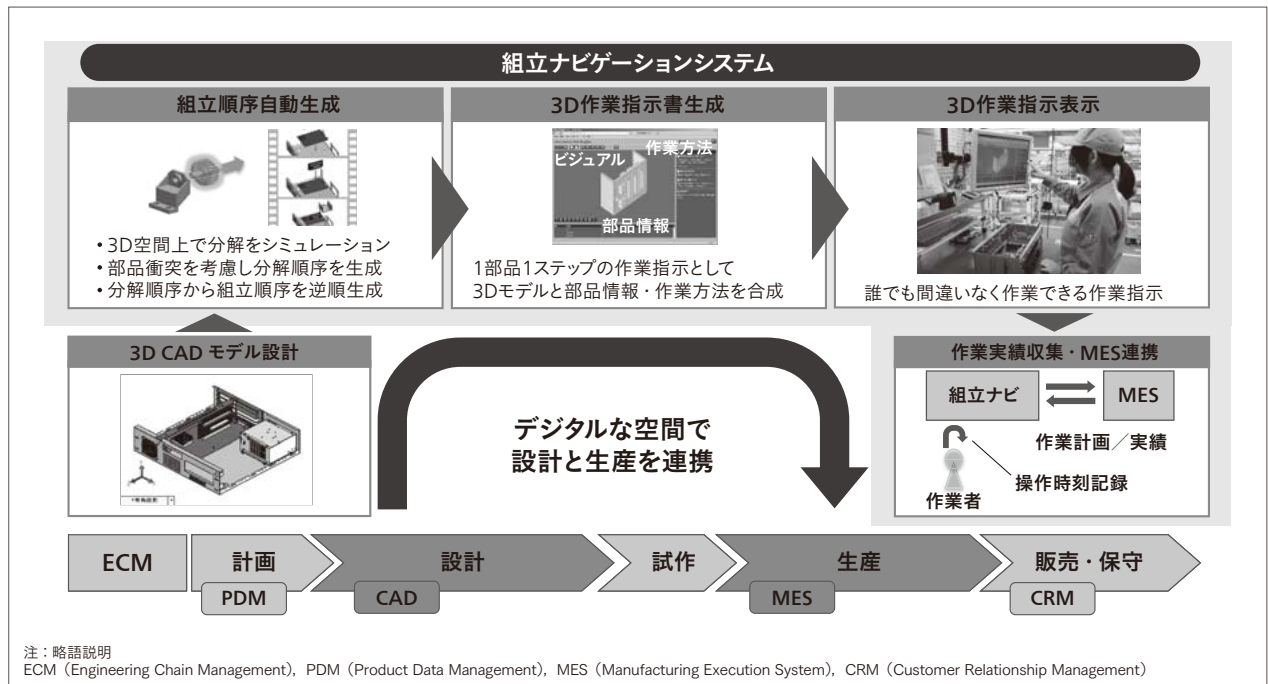 組立ナビゲーションシステム
組立順序自動生成
・3D空間上で分解をシミュレーション
・部品衝突を考慮し分解順序を生成
・分解順序から組立順序を逆順生成
3D作業指示書生成
作業方法
ビジュアル
部品情報
1部品1ステップの作業指示として
3Dモデルと部品情報・作業方法を合成
3D作業指示表示
誰でも間違いなく作業できる作業指示
3D CAD モデル設計
デジタルな空間で
設計と生産を連携
作業実績収集・MES連携
組立ナビ
MES
作業計画／実績
操作時刻記録
作業者
ECM
計画
設計
試作
生産
販売・保守
PDM
CAD
MES
CRM
注：略語説明
ECM（Engineering Chain Management），PDM（Product Data Management），MES（Manufacturing Execution System），CRM（Customer Relationship Management）